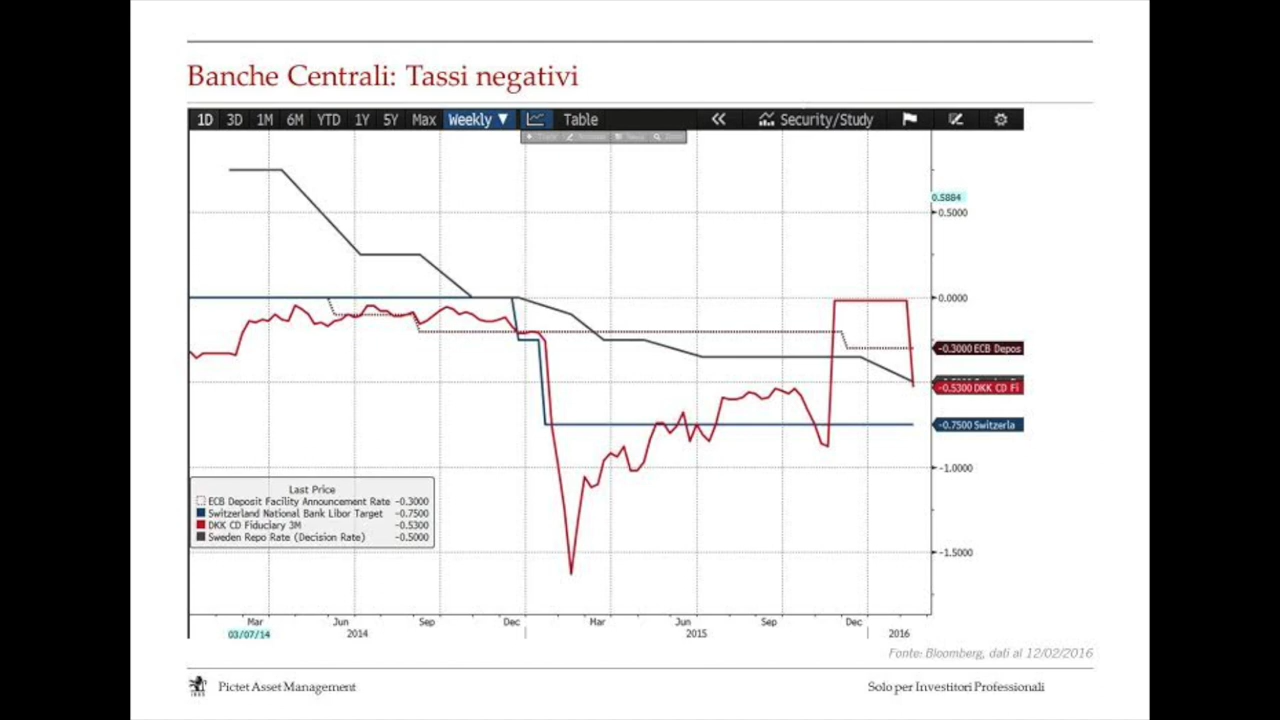 Banche Centrali: Tassi negativi
1D 3D 1M 6M YTD 1Y 5Y Max Weekly ▼ Table « Security/Study
0.5884
0.5000
0.0000
-0.3000 ECB Depos
-0.5300 DKK CD Fi
-0.7500 Switzerla
-1.0000
-1.5000
Last Price
ECB Deposit Facility Announcement Rate -0.3000
Switzerland National Bank Libor Target -0.7500
DKK CD Fiduciary 3M -0.5300
Sweden Repo Rate (Decision Rate) -0.5000
Mar Jun Sep Dec Mar Jun Sep Dec
03/07/14 2014 2015 2016
Fonte: Bloomberg, dati al 12/02/2016
Pictet Asset Management
Solo per Investitori Professionali